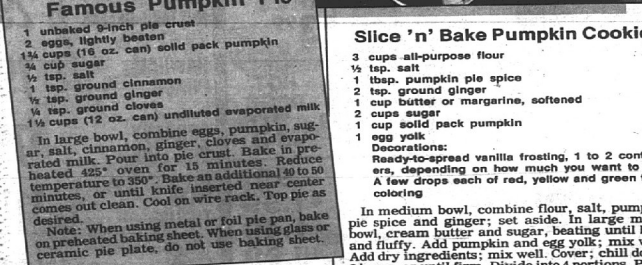 Famous Pumpkin Pie
1 unbaked 9-inch pie crust
2 eggs, lightly beaten
1¾ cups (16 oz. can) solid pack pumpkin
¾ cup sugar
½ tsp. salt
1 tsp. ground cinnamon
½ tsp. ground ginger
¼ tsp. ground cloves
1½ cups (12 oz. can) undiluted evaporated milk
In large bowl, combine eggs, pumpkin, sug-
ar, salt, cinnamon, ginger, cloves and evapo-
rated milk. Pour into pie crust. Bake in pre-
heated 425° oven for 15 minutes. Reduce
temperature to 350°. Bake an additional 40 to 50
minutes, or until knife inserted near center
comes out clean. Cool on wire rack. Top pie as
desired.
Note: When using metal or foil pie pan, bake
on preheated baking sheet. When using glass or
ceramic pie plate, do not use baking sheet.
Slice 'n' Bake Pumpkin Cooki
3 cups all-purpose flour
½ tsp. salt
1 tbsp. pumpkin pie spice
2 tsp. ground ginger
1 cup butter or margarine, softened
2 cups sugar
1 cup solid pack pumpkin
1 egg yolk
Decorations:
Ready-to-spread vanilla frosting, 1 to 2 cont
ers, depending on how much you want to
A few drops each of red, yellow and green
coloring
In medium bowl, combine flour, salt, pum
pie spice and ginger; set aside. In large m
bowl, cream butter and sugar, beating until
and fluffy. Add pumpkin and egg yolk; mix
Add dry ingredients; mix well. Cover; chill d